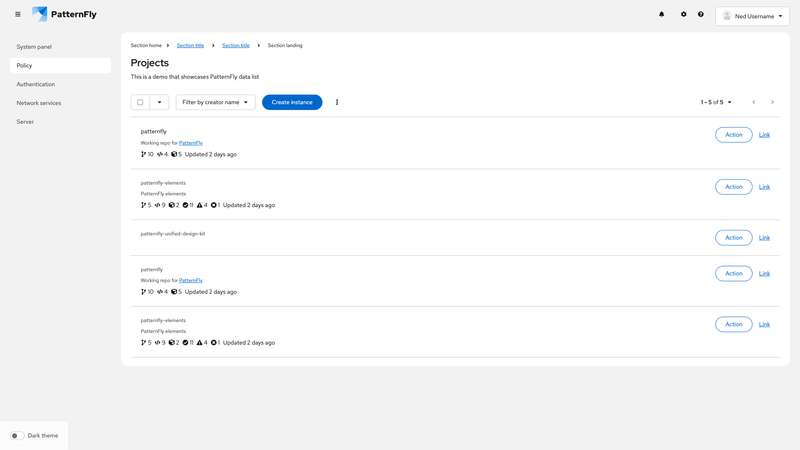 PatternFly
Ned Username
System panel
Policy
Authentication
Network services
Server
Section home Section title Section title Section landing
Projects
This is a demo that showcases PatternFly data list
Filter by creator name Create instance 1 - 5 of 5
patternfly
Working repo for PatternFly
10 4 5 Updated 2 days ago
Action Link
patternfly-elements
PatternFly elements
5 9 2 11 4 1 Updated 2 days ago
Action Link
patternfly-unified-design-kit
Action Link
patternfly
Working repo for PatternFly
10 4 5 Updated 2 days ago
Action Link
patternfly-elements
PatternFly elements
5 9 2 11 4 1 Updated 2 days ago
Action Link
Dark theme